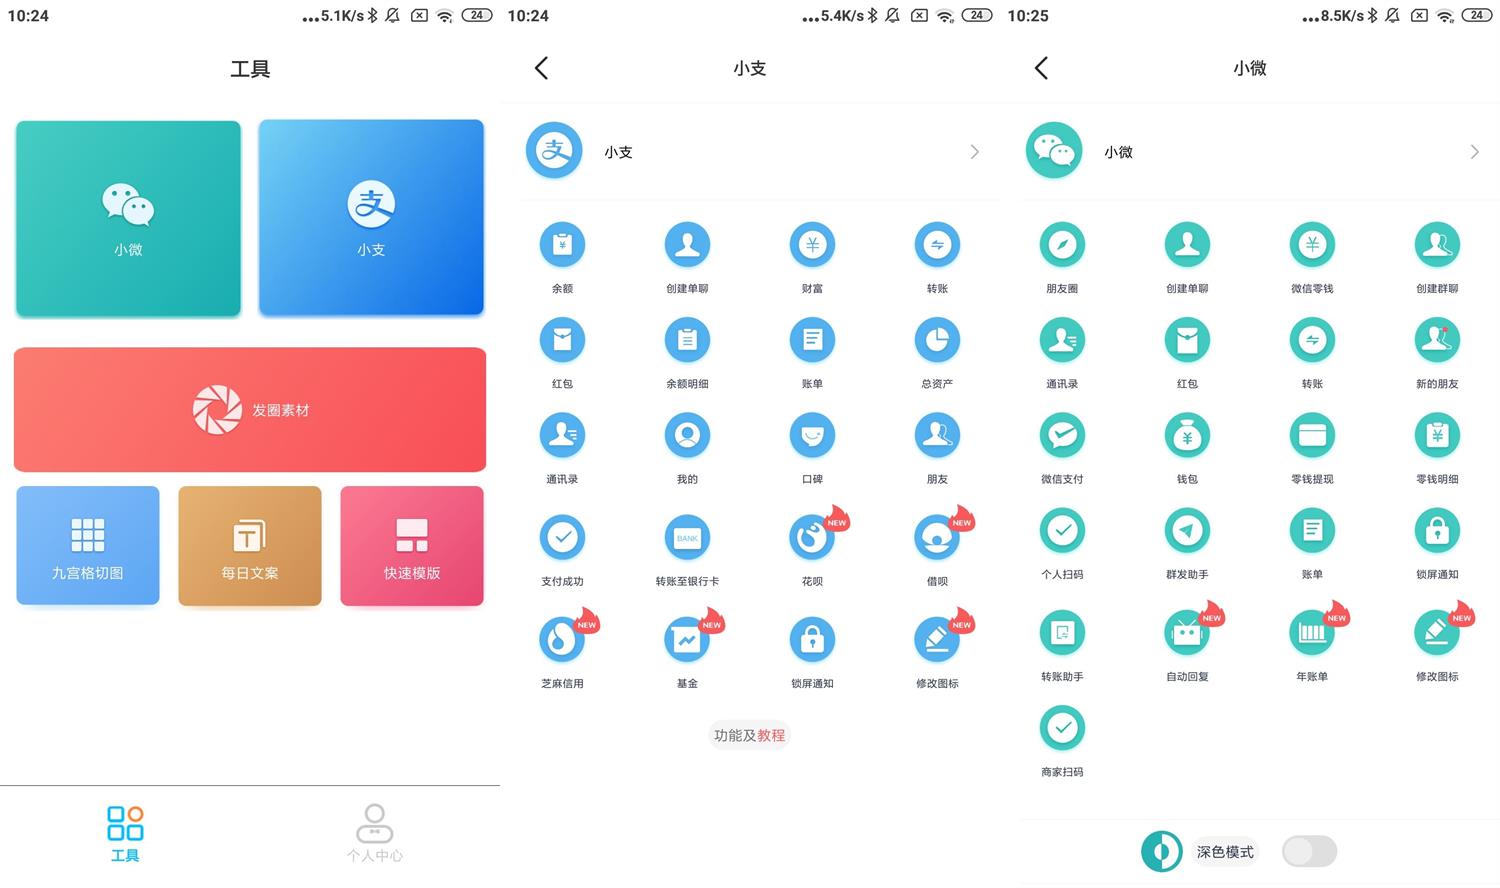 10:24
...5.1K/s
24
工具
小微
小支
发圈素材
九宫格切图
每日文案
快速模版
工具
个人中心
10:24
...5.4K/s
24
小支
支
小支
余额
创建单聊
财富
转账
红包
余额明细
账单
总资产
通讯录
我的
口碑
朋友
支付成功
BANK
转账至银行卡
NEW
花呗
NEW
借呗
NEW
芝麻信用
NEW
基金
锁屏通知
NEW
修改图标
功能及教程
10:25
...8.5K/s
24
小微
小微
朋友圈
创建单聊
微信零钱
创建群聊
通讯录
红包
转账
新的朋友
微信支付
钱包
零钱提现
零钱明细
个人扫码
群发助手
账单
锁屏通知
转账助手
NEW
自动回复
NEW
年账单
NEW
修改图标
商家扫码
深色模式